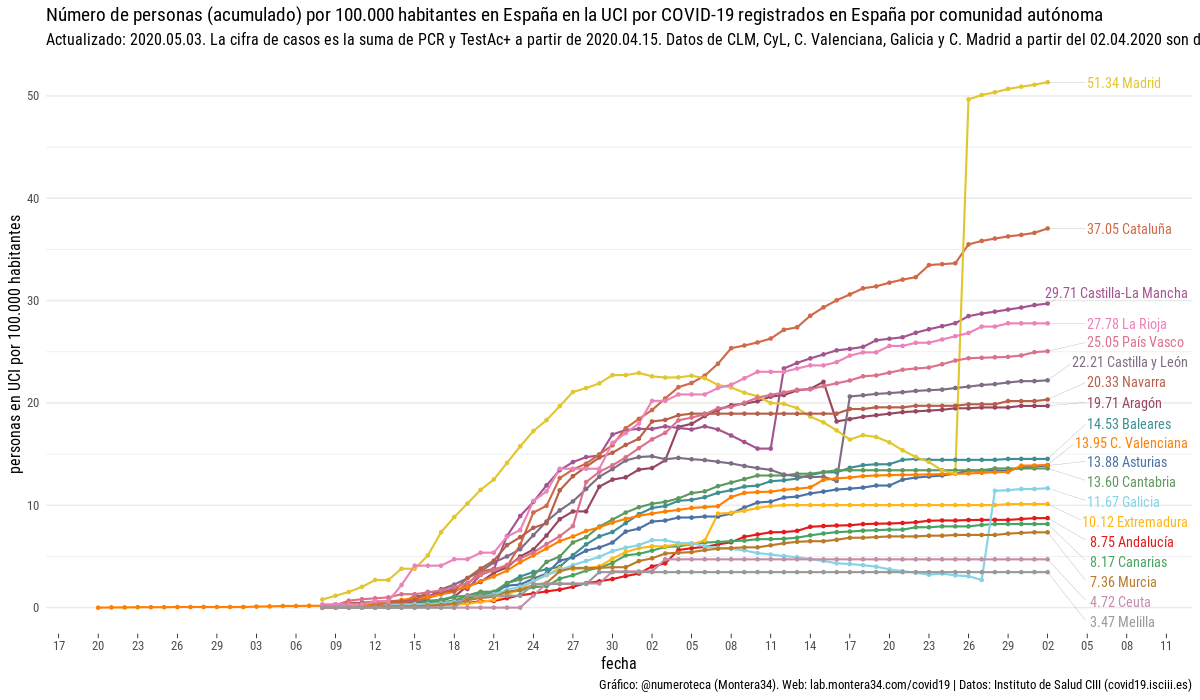 Número de personas (acumulado) por 100.000 habitantes en España en la UCI por COVID-19 registrados en España por comunidad autónoma
Actualizado: 2020.05.03. La cifra de casos es la suma de PCR y TestAc+ a partir de 2020.04.15. Datos de CLM, CyL, C. Valenciana, Galicia y C. Madrid a partir del 02.04.2020 son d
personas en UCI por 100.000 habitantes
50
40
30
20
10
0
51.34 Madrid
37.05 Cataluña
29.71 Castilla-La Mancha
27.78 La Rioja
25.05 País Vasco
22.21 Castilla y León
20.33 Navarra
19.71 Aragón
14.53 Baleares
13.95 C. Valenciana
13.88 Asturias
13.60 Cantabria
11.67 Galicia
10.12 Extremadura
8.75 Andalucía
8.17 Canarias
7.36 Murcia
4.72 Ceuta
3.47 Melilla
17 20 23 26 29 03 06 09 12 15 18 21 24 27 30 02 05 08 11 14 17 20 23 26 29 02 05 08 11
fecha
Gráfico: @numeroteca (Montera34). Web: lab.montera34.com/covid19 | Datos: Instituto de Salud CIII (covid19.isciii.es)